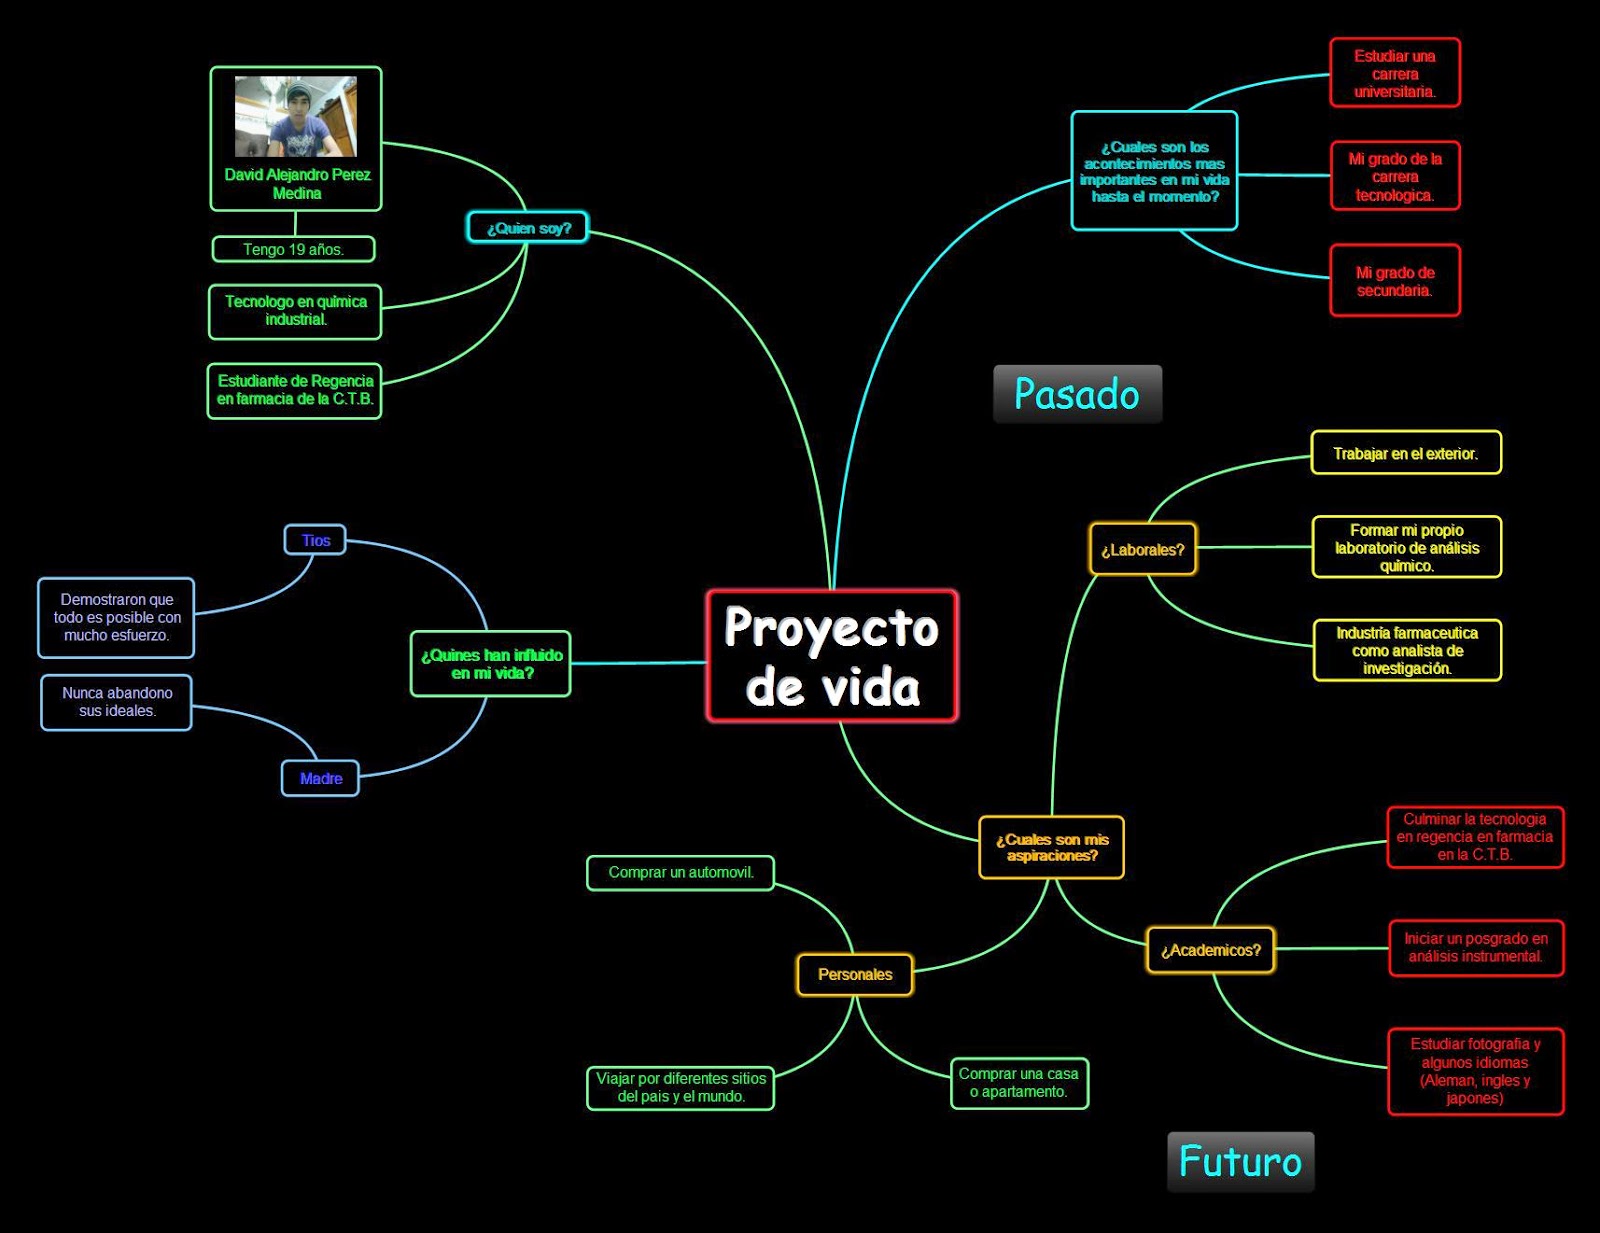 David Alejandro Perez
Medina
Tengo 19 años.
Tecnologo en quimica
industrial.
Estudiante de Regencia
en farmacia de la C.T.B.
¿Quien soy?
¿Cuales son los
acontecimientos mas
importantes en mi vida
hasta el momento?
Estudiar una
carrera
universitaria.
Mi grado de la
carrera
tecnologica.
Mi grado de
secundaria.
Pasado
Tios
Demostraron que
todo es posible con
mucho esfuerzo.
Nunca abandono
sus ideales.
Madre
¿Quines han influido
en mi vida?
Proyecto
de vida
¿Laborales?
Trabajar en el exterior.
Formar mi propio
laboratorio de análisis
quimico.
Industria farmaceutica
como analista de
investigación.
¿Cuales son mis
aspiraciones?
Comprar un automovil.
Personales
Viajar por diferentes sitios
del pais y el mundo.
Comprar una casa
o apartamento.
¿Academicos?
Culminar la tecnologia
en regencia en farmacia
en la C.T.B.
Iniciar un posgrado en
análisis instrumental.
Estudiar fotografia y
algunos idiomas
(Aleman, ingles y
japones)
Futuro